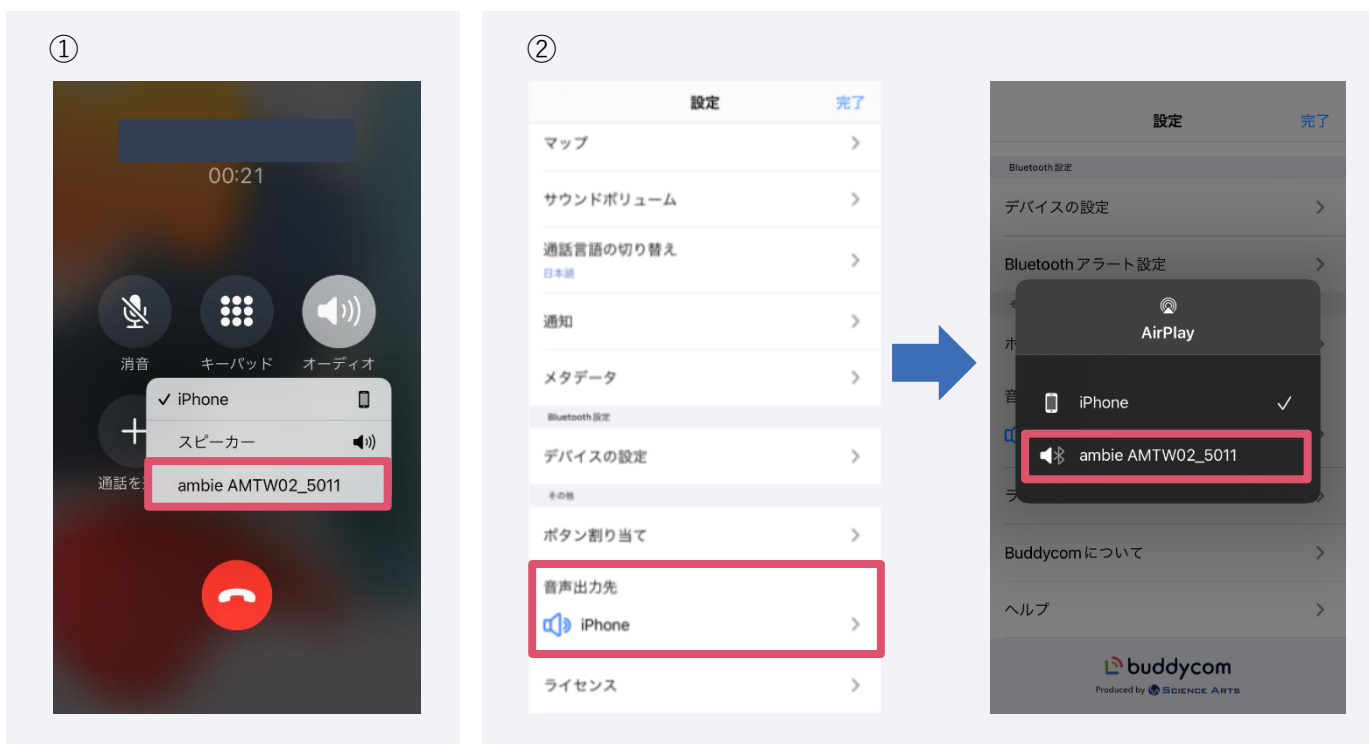 ①
00:21
消音
キーパッド
オーディオ
iPhone
スピーカー
通話を
ambie AMTW02_5011
②
設定
完了
マップ
サウンドボリューム
通話言語の切り替え
日本語
通知
メタデータ
Bluetooth設定
デバイスの設定
その他
ボタン割り当て
音声出力先
iPhone
ライセンス
設定
完了
Bluetooth設定
デバイスの設定
Bluetoothアラート設定
AirPlay
iPhone
ambie AMTW02_5011
Buddycomについて
ヘルプ
buddycom
Produced by SCIENCE ARTS